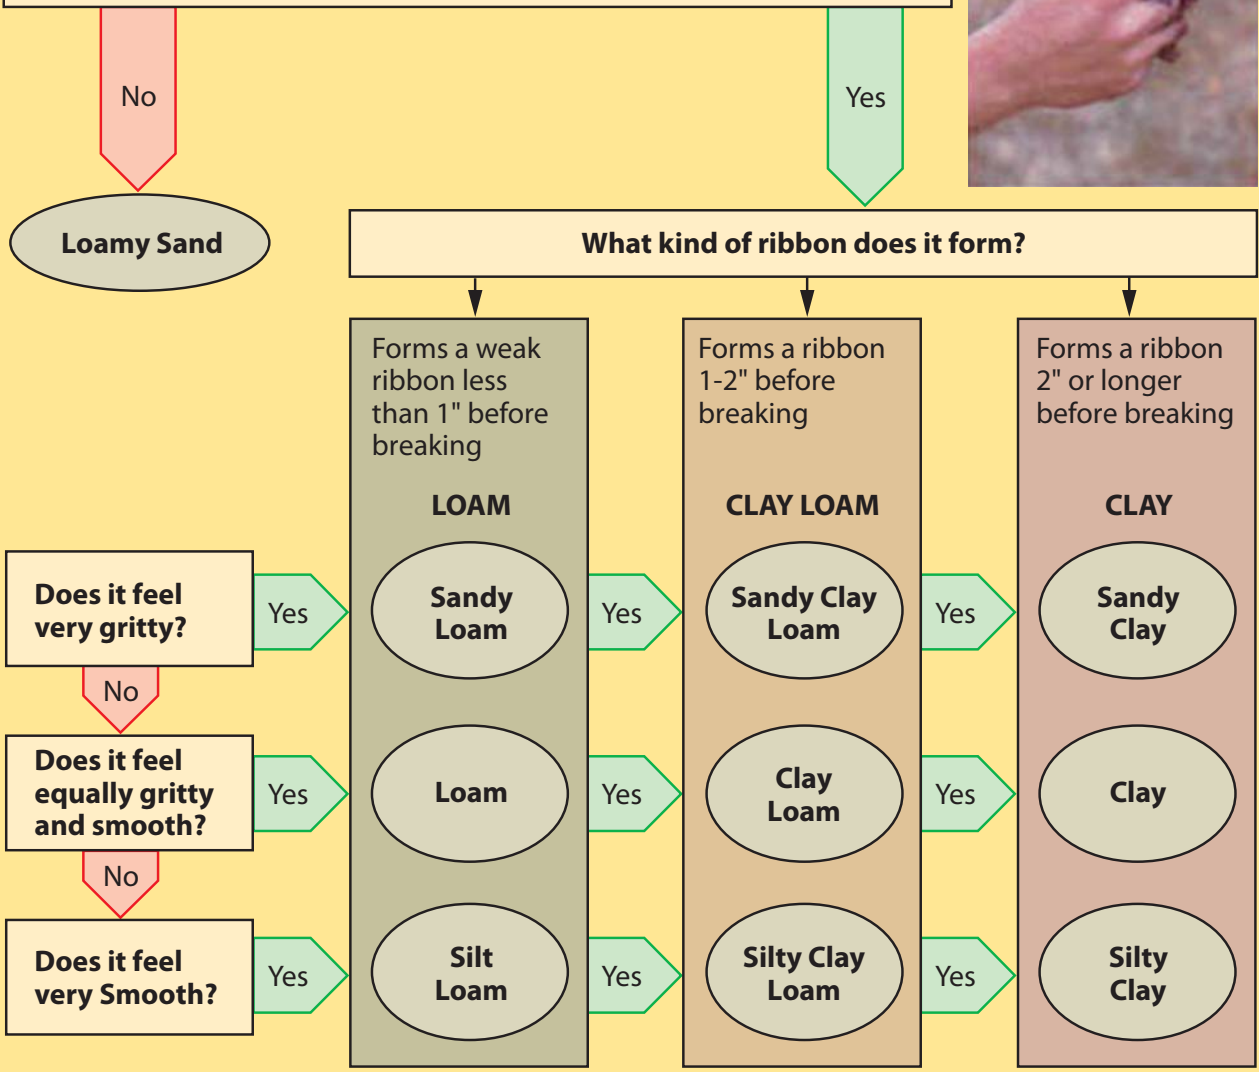 No
Yes
Loamy Sand
What kind of ribbon does it form?
Forms a weak
ribbon less
than 1" before
breaking
LOAM
Forms a ribbon
1-2" before
breaking
CLAY LOAM
Forms a ribbon
2" or longer
before breaking
CLAY
Does it feel
very gritty?
Yes
Sandy
Loam
Yes
Sandy Clay
Loam
Yes
Sandy
Clay
No
Does it feel
equally gritty
and smooth?
Yes
Loam
Yes
Clay
Loam
Yes
Clay
No
Does it feel
very Smooth?
Yes
Silt
Loam
Yes
Silty Clay
Loam
Yes
Silty
Clay